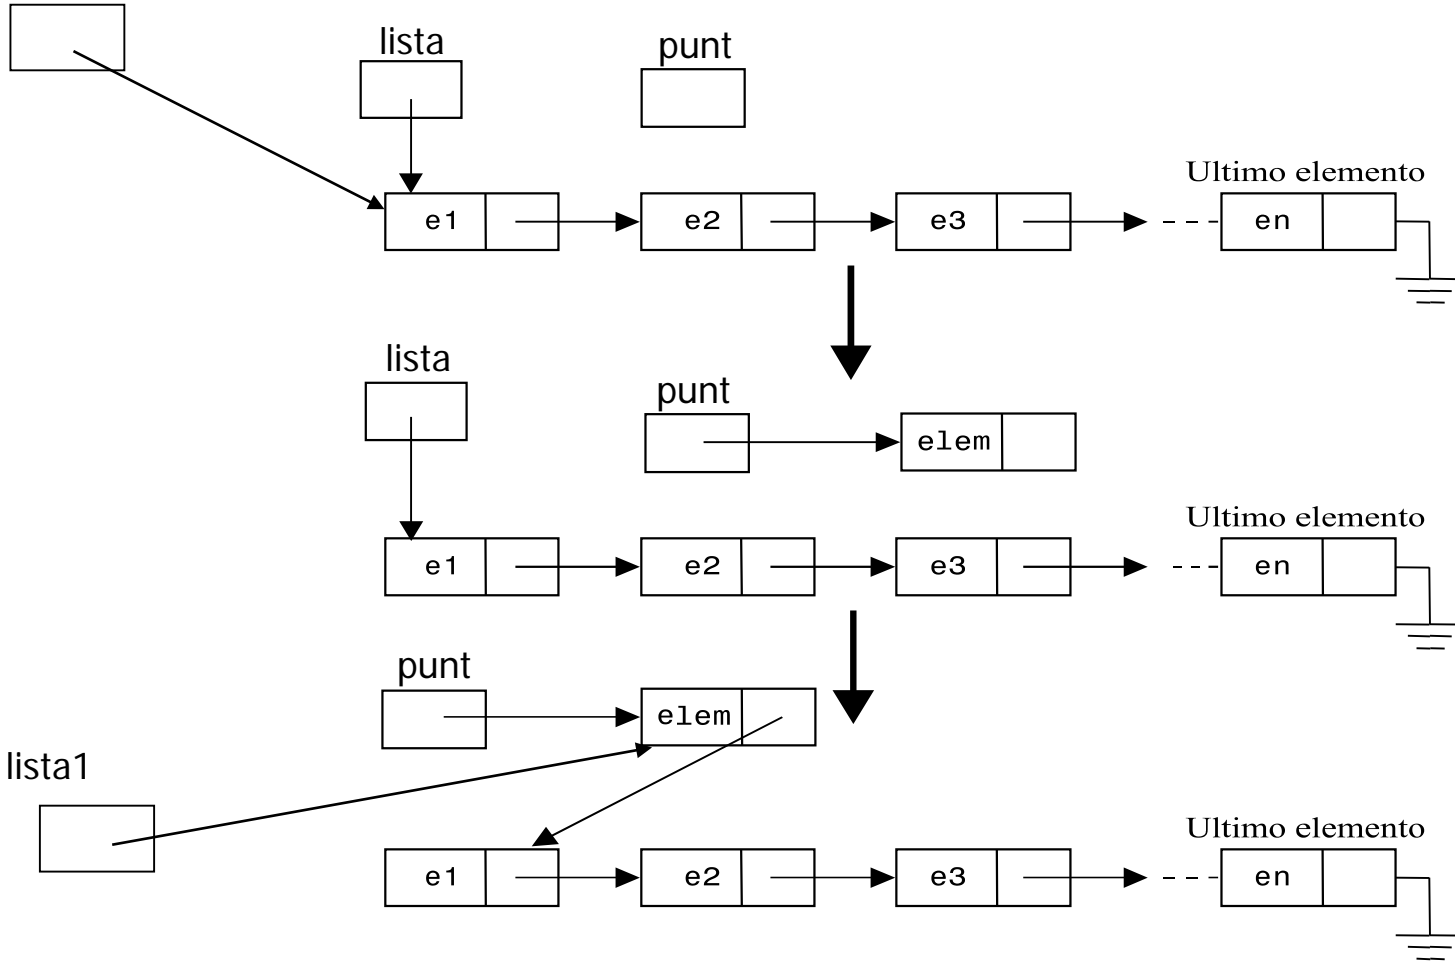 lista
punt
Ultimo elemento
e1 e2 e3 en
lista
punt
elem
Ultimo elemento
e1 e2 e3 en
punt
elem
lista1
Ultimo elemento
e1 e2 e3 en